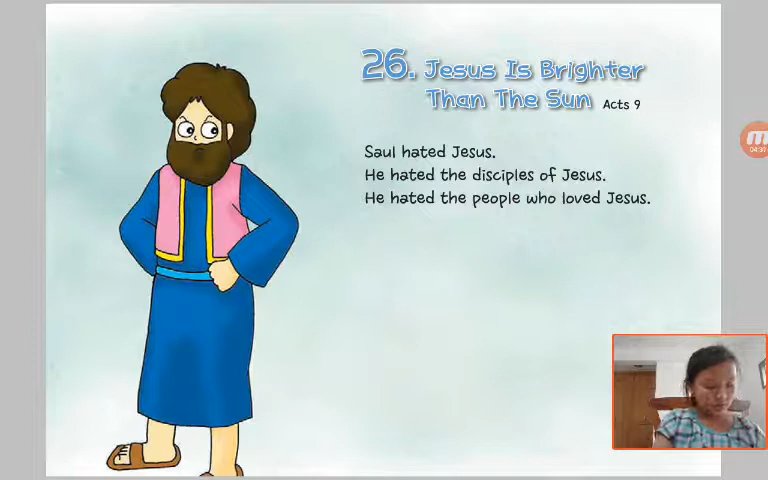 26. Jesus Is Brighter
Than The Sun Acts 9
Saul hated Jesus.
He hated the disciples of Jesus.
He hated the people who loved Jesus.